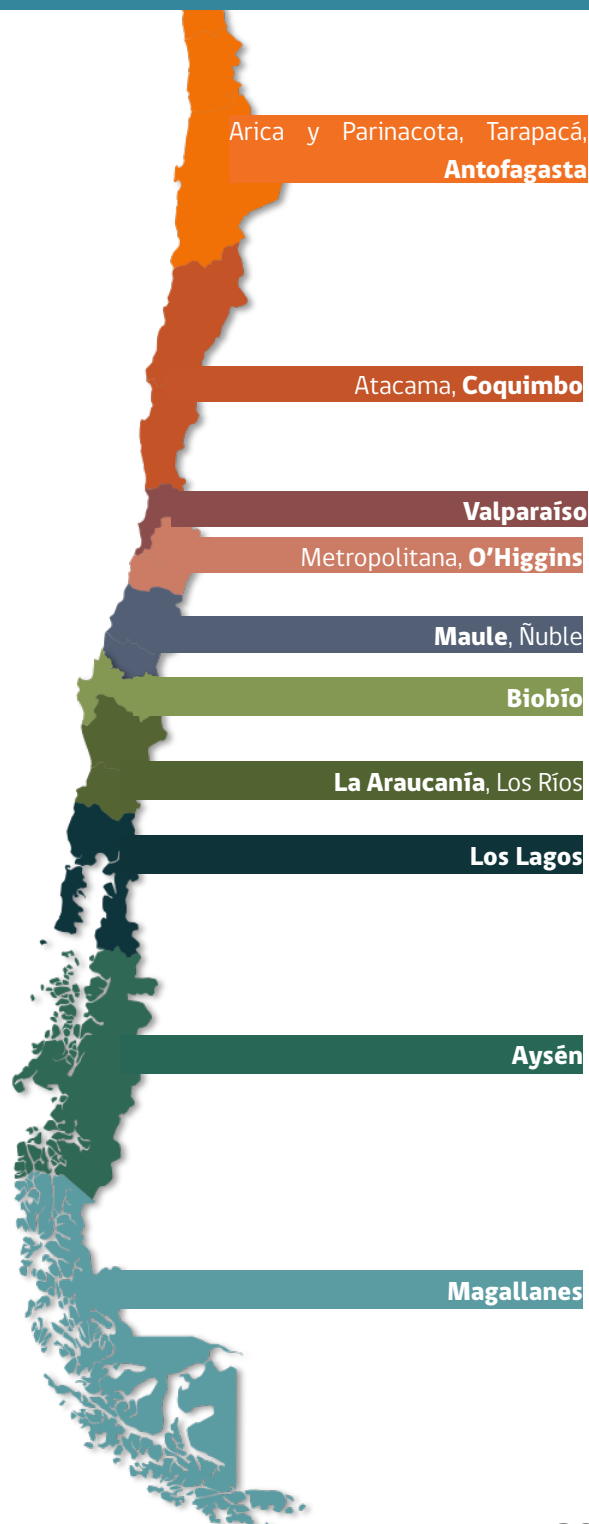 Arica y Parinacota, Tarapacá,
Antofagasta
Atacama, Coquimbo
Valparaíso
Metropolitana, O’Higgins
Maule, Ñuble
Biobío
La Araucanía, Los Ríos
Los Lagos
Aysén
Magallanes